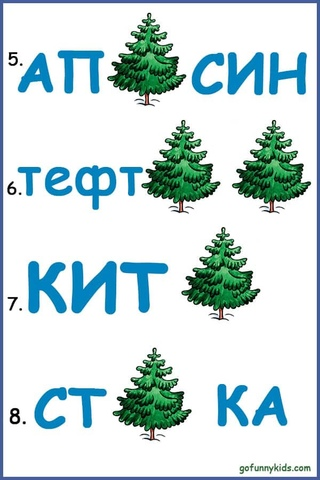 5. АП СИН
6. тефт
7. КИТ
8. СТ КА
gofunnykids.com